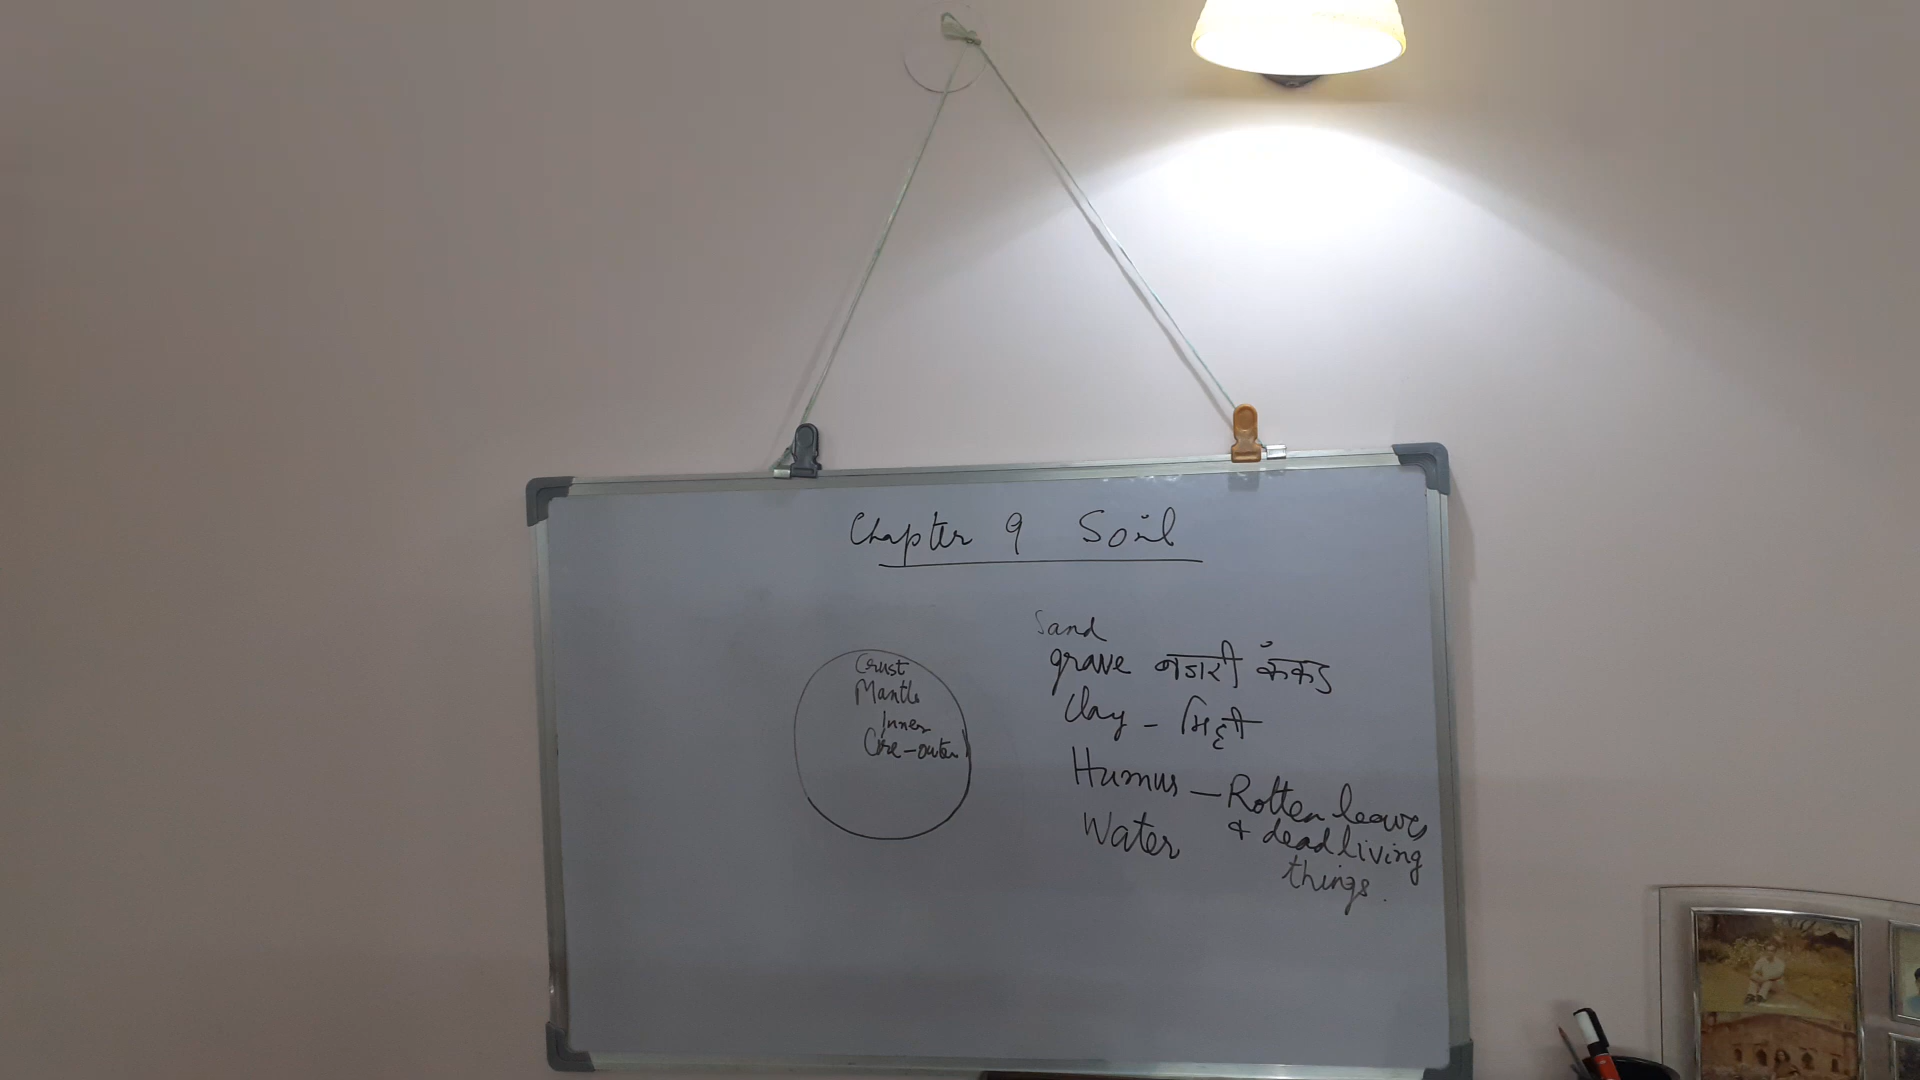 Chapter 9 Soil
Crust
Mantle
Inner
Core-outer
Sand
grave बजरी कंकड
Clay - मिट्टी
Humus - Rotten leaves
& dead living
things.
Water